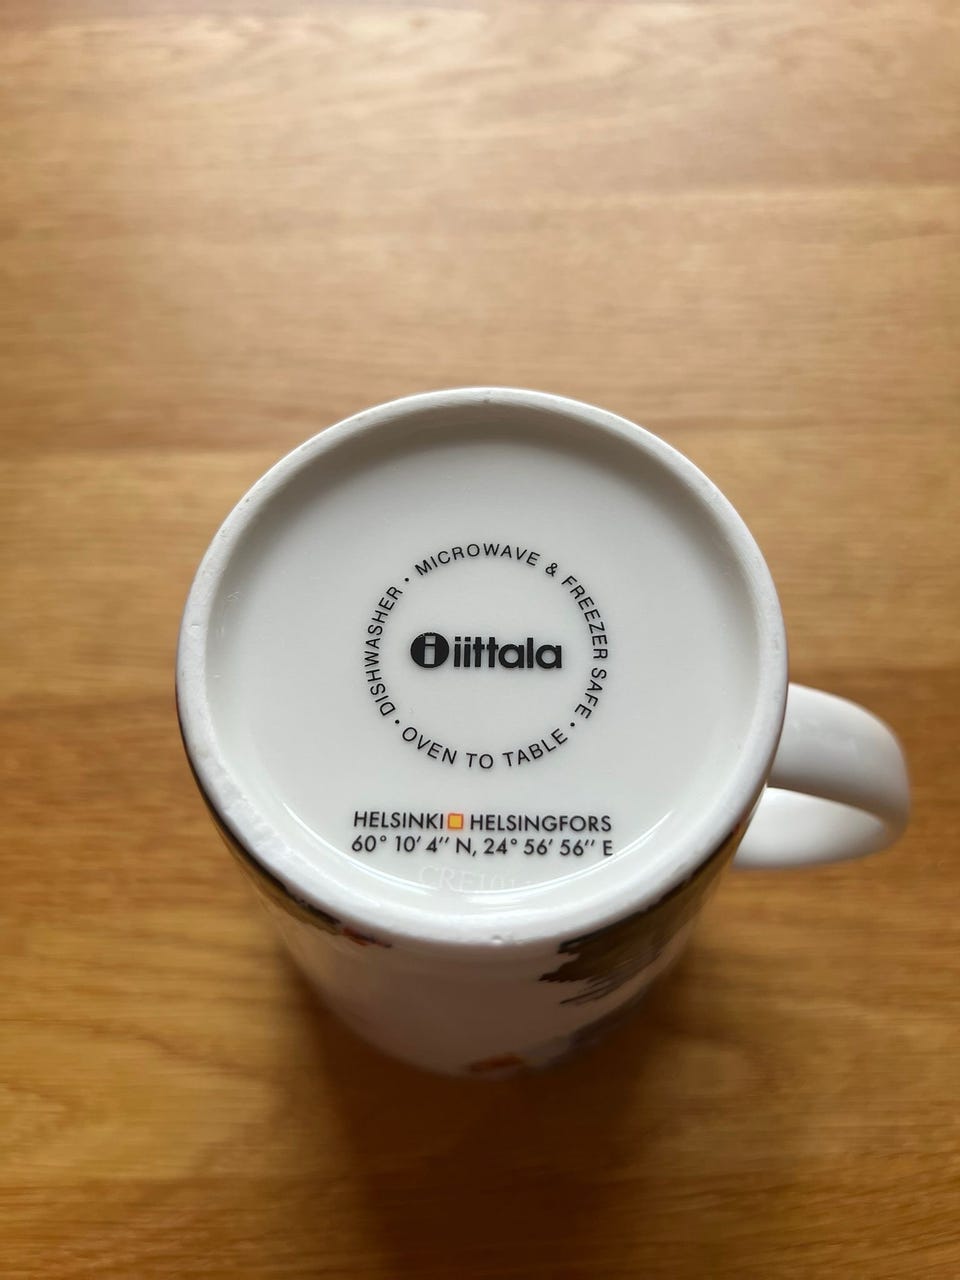 DISHWASHER • MICROWAVE & FREEZER SAFE • OVEN TO TABLE •
iittala
HELSINKI HELSINGFORS
60° 10' 4'' N, 24° 56' 56'' E